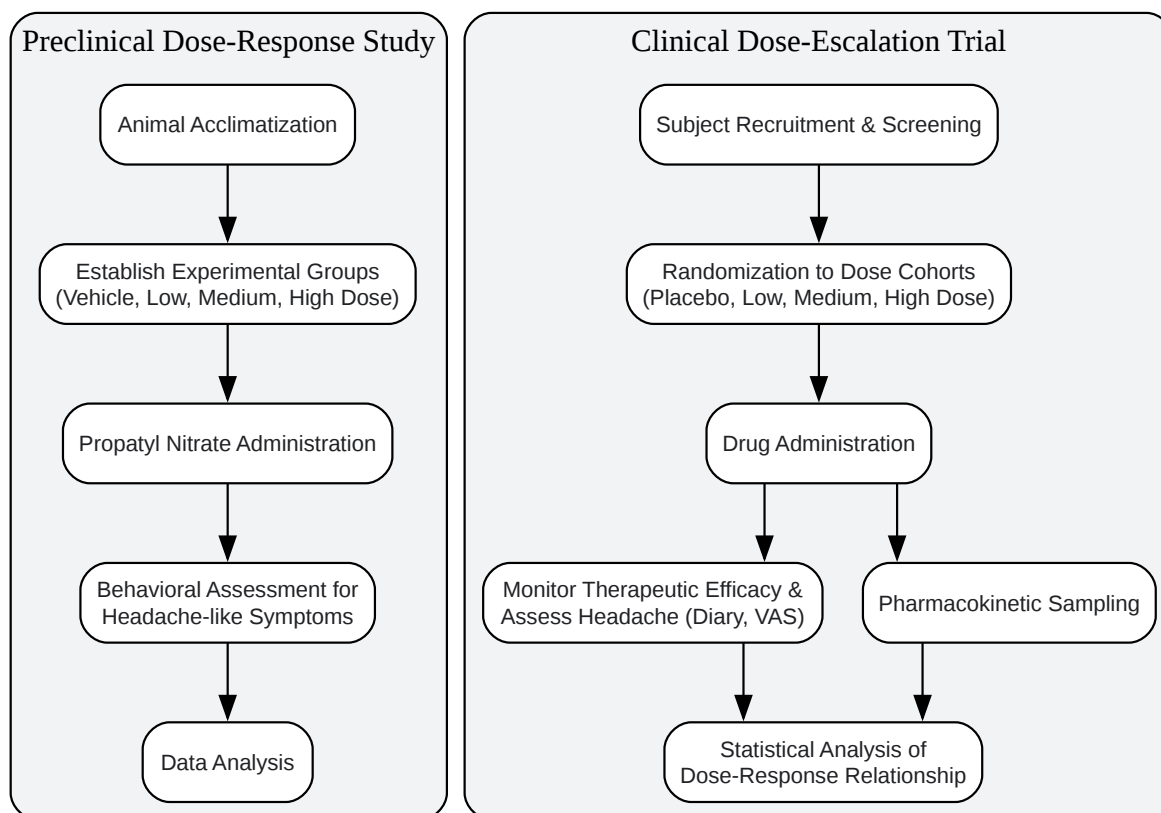 Preclinical Dose-Response Study
Animal Acclimatization
Establish Experimental Groups
(Vehicle, Low, Medium, High Dose)
Propatyl Nitrate Administration
Behavioral Assessment for
Headache-like Symptoms
Data Analysis
Clinical Dose-Escalation Trial
Subject Recruitment & Screening
Randomization to Dose Cohorts
(Placebo, Low, Medium, High Dose)
Drug Administration
Monitor Therapeutic Efficacy &
Assess Headache (Diary, VAS)
Pharmacokinetic Sampling
Statistical Analysis of
Dose-Response Relationship